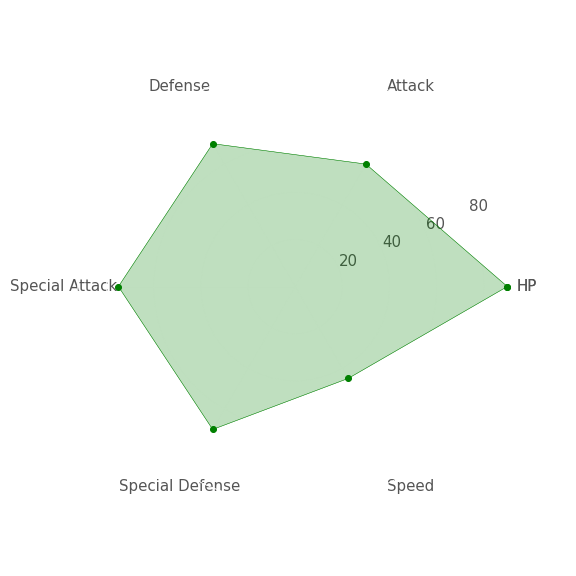 Defense
Attack
80
60
40
20
Special Attack
HP
Special Defense
Speed